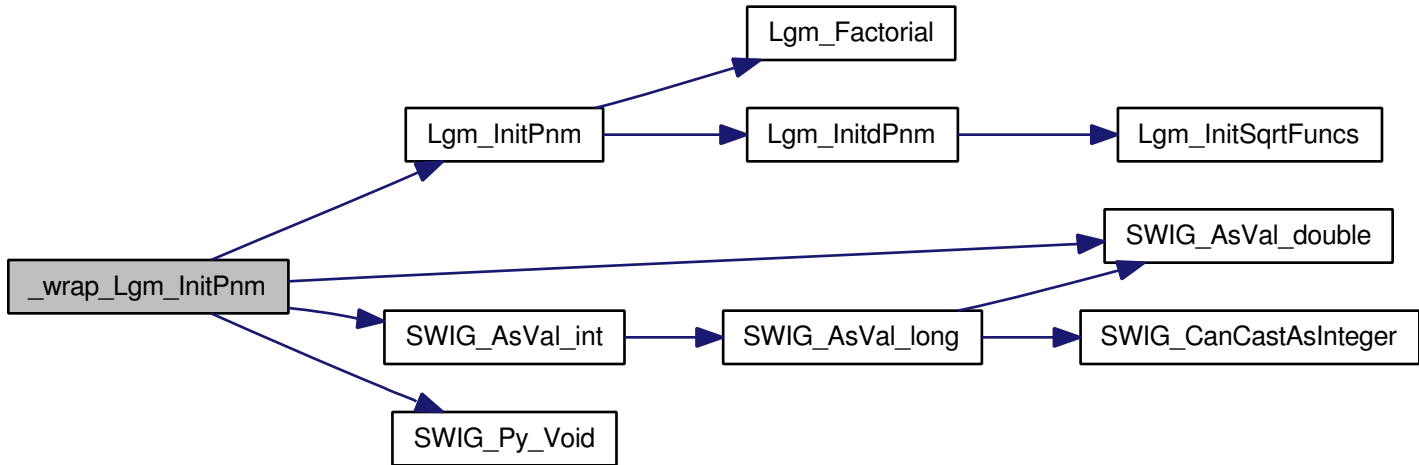 Lgm_Factorial
Lgm_InitPnm
Lgm_InitdPnm
Lgm_InitSqrtFuncs
SWIG_AsVal_double
_wrap_Lgm_InitPnm
SWIG_AsVal_int
SWIG_AsVal_long
SWIG_CanCastAsInteger
SWIG_Py_Void